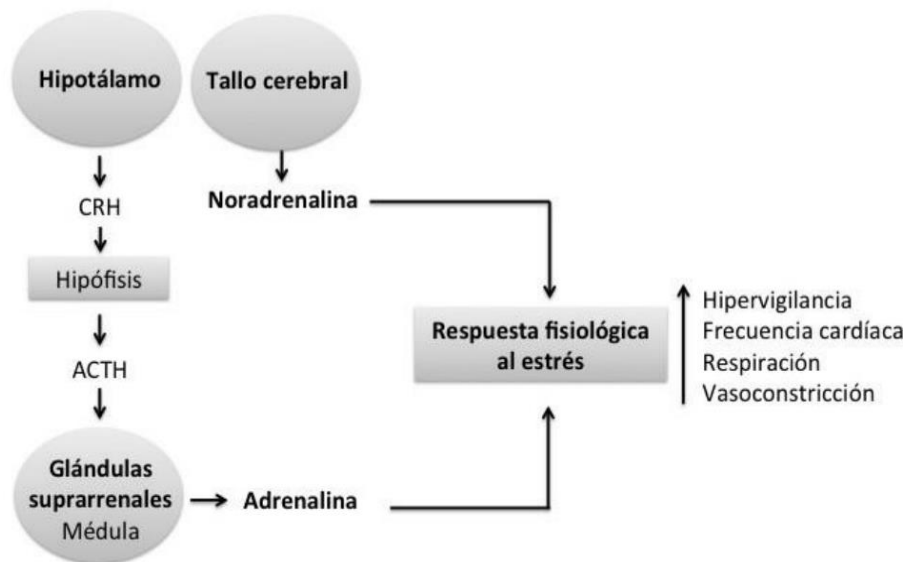 Hipotálamo
Tallo cerebral
CRH
Noradrenalina
Hipófisis
ACTH
Glándulas
suprarrenales
Médula
Adrenalina
Respuesta fisiológica
al estrés
Hipervigilancia
Frecuencia cardíaca
Respiración
Vasoconstricción